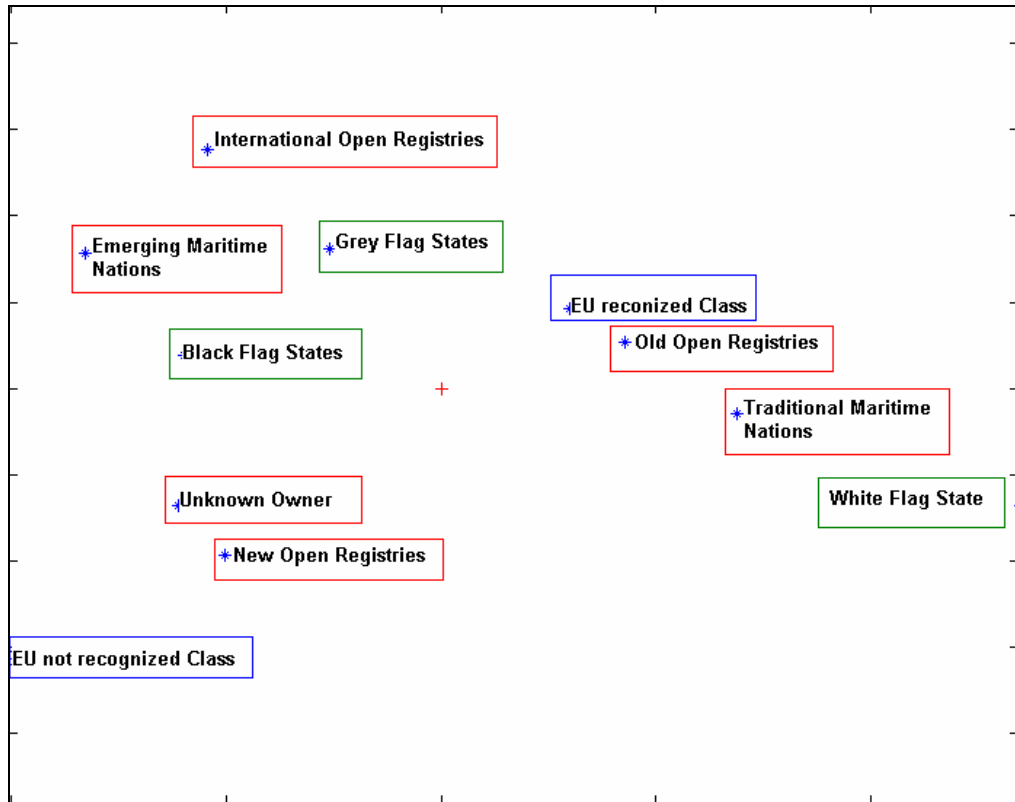 International Open Registries
Grey Flag States
Emerging Maritime
Nations
EU reconized Class
Old Open Registries
Black Flag States
Traditional Maritime
Nations
Unknown Owner
White Flag State
New Open Registries
EU not recognized Class